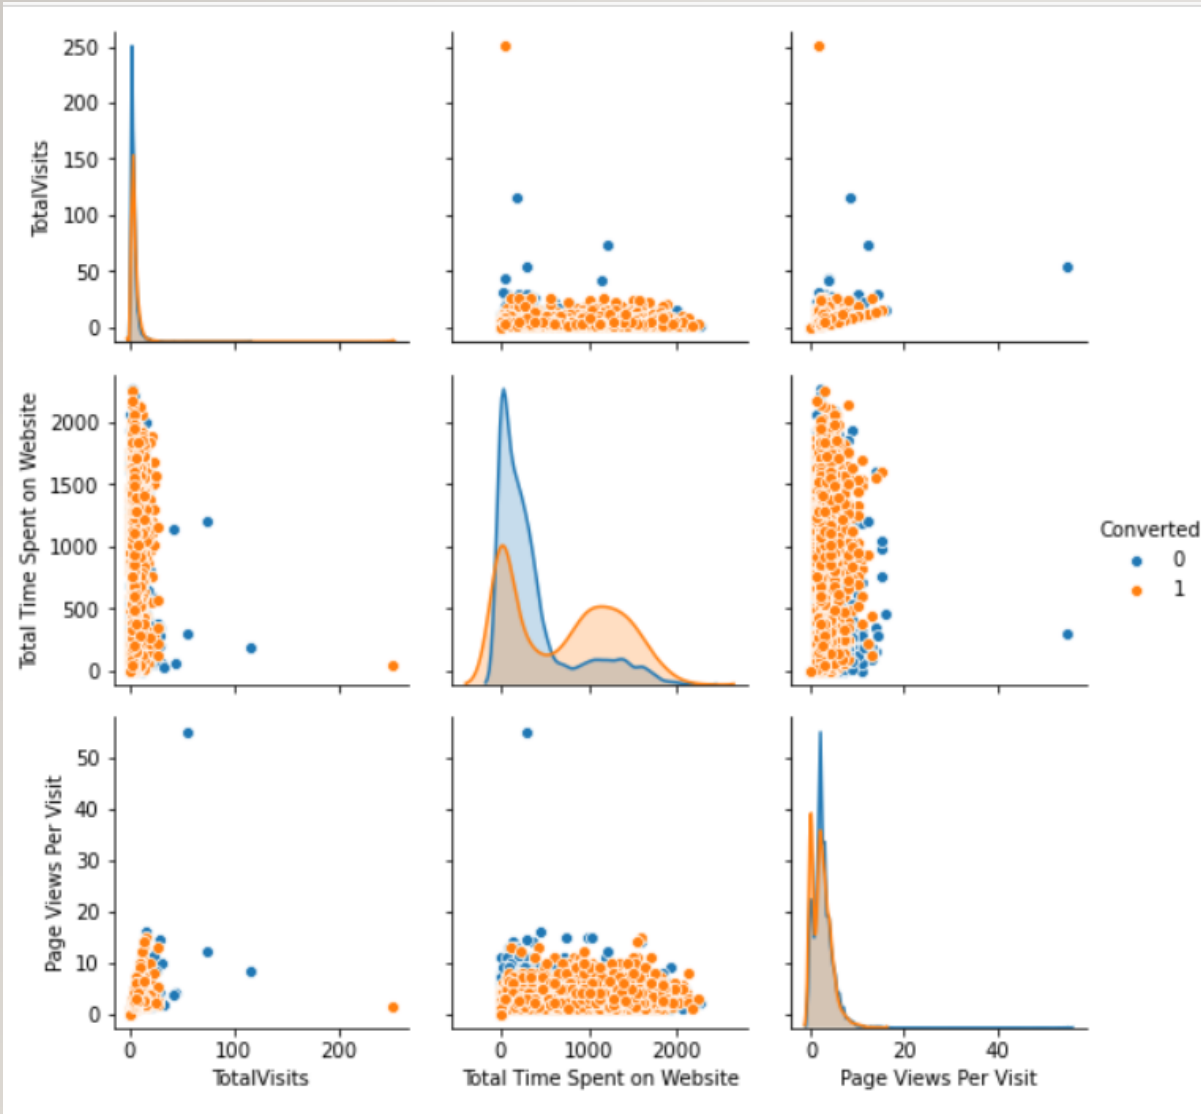 250
200
150
100
50
0
TotalVisits
2000
1500
1000
500
0
Total Time Spent on Website
Converted
0
1
50
40
30
20
10
0
Page Views Per Visit
0 100 200
TotalVisits
0 1000 2000
Total Time Spent on Website
0 20 40
Page Views Per Visit